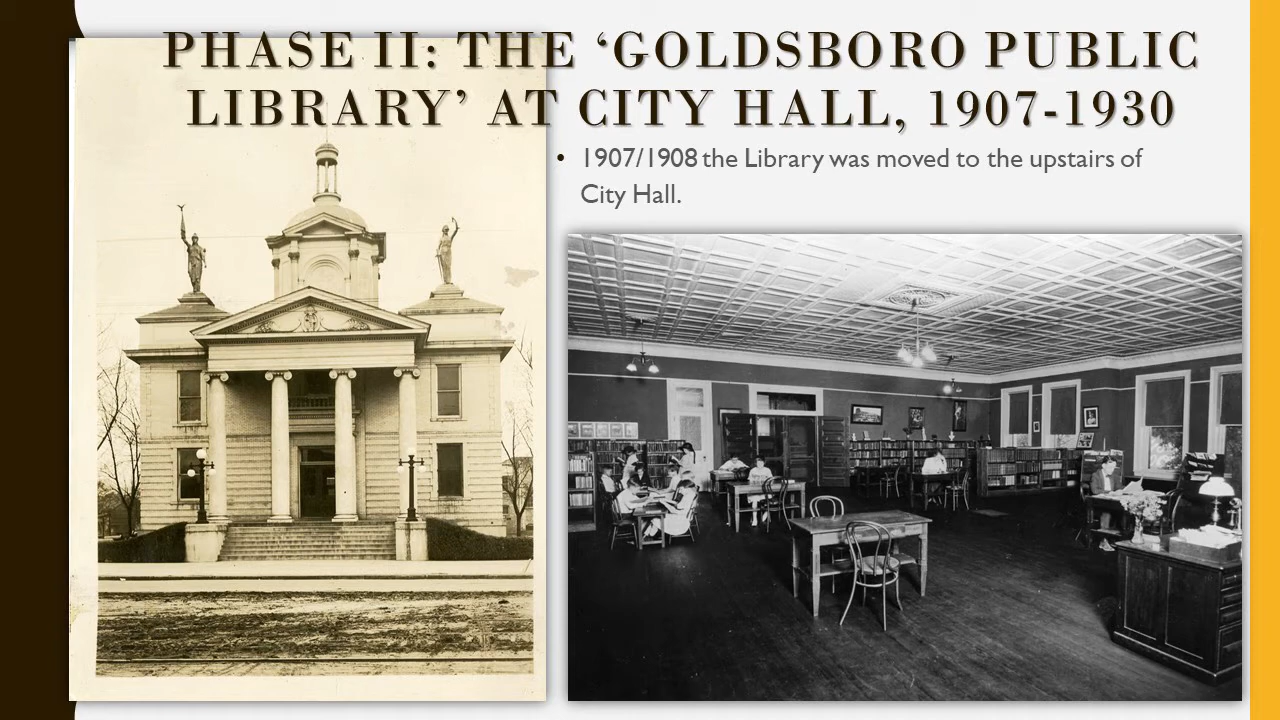 PHASE II: THE ‘GOLDSBORO PUBLIC
LIBRARY’ AT CITY HALL, 1907-1930
• 1907/1908 the Library was moved to the upstairs of
City Hall.